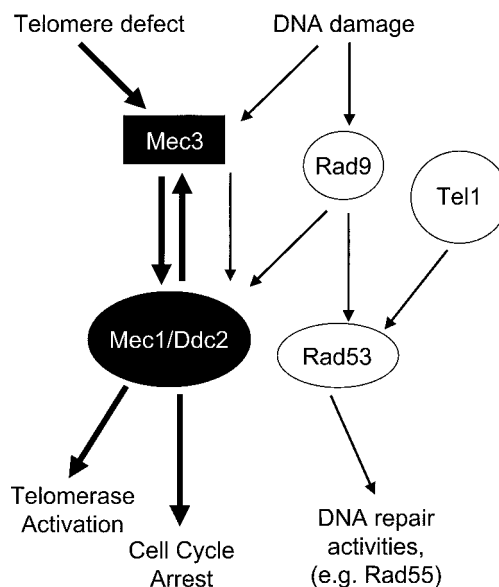 Telomere defect
DNA damage
Mec3
Rad9
Tel1
Mec1/Ddc2
Rad53
Telomerase
Activation
Cell Cycle
Arrest
DNA repair
activities,
(e.g. Rad55)